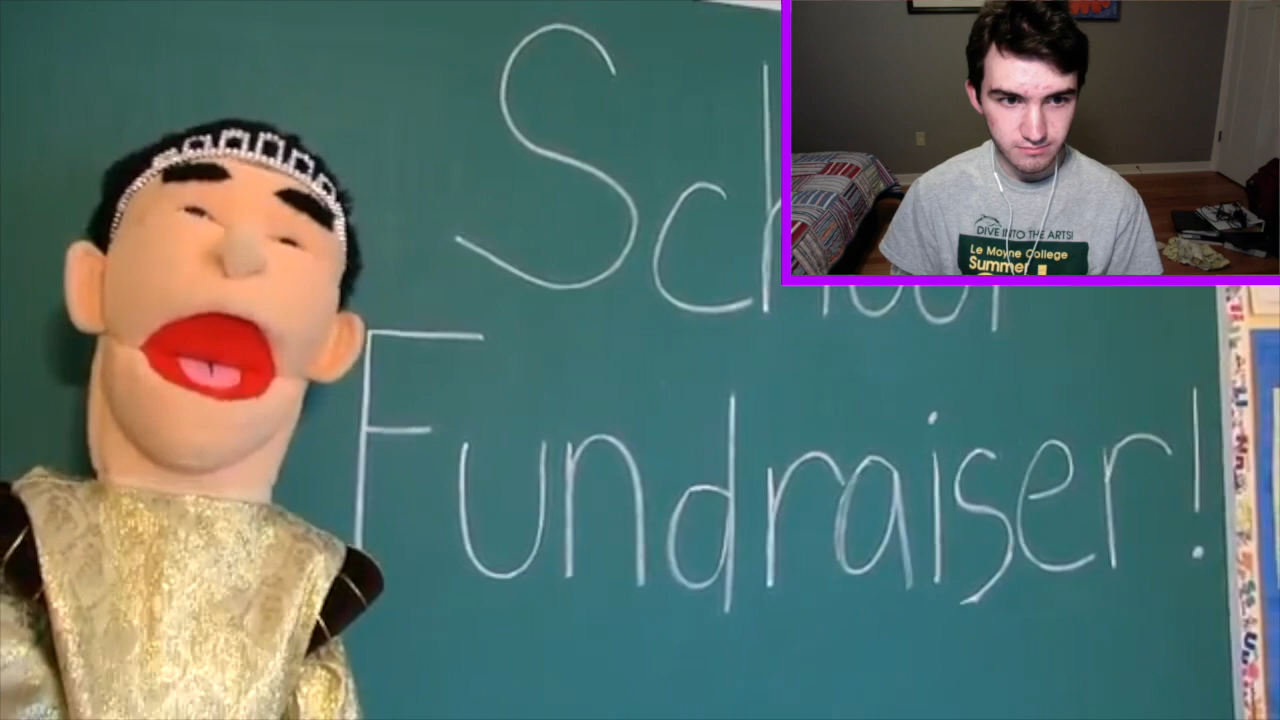 School
Fundraiser!
DIVE INTO THE ARTS!
Le Moyne College
Summer